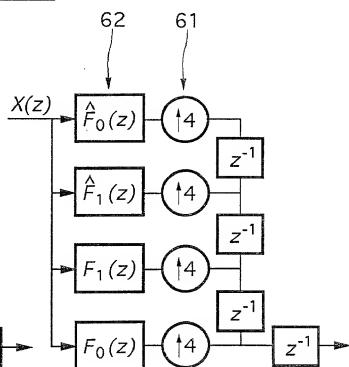 62 61
X(z) F̂₀(z) ↑4
z⁻¹
F̂₁(z) ↑4
z⁻¹
F₁(z) ↑4
z⁻¹
F₀(z) ↑4 z⁻¹